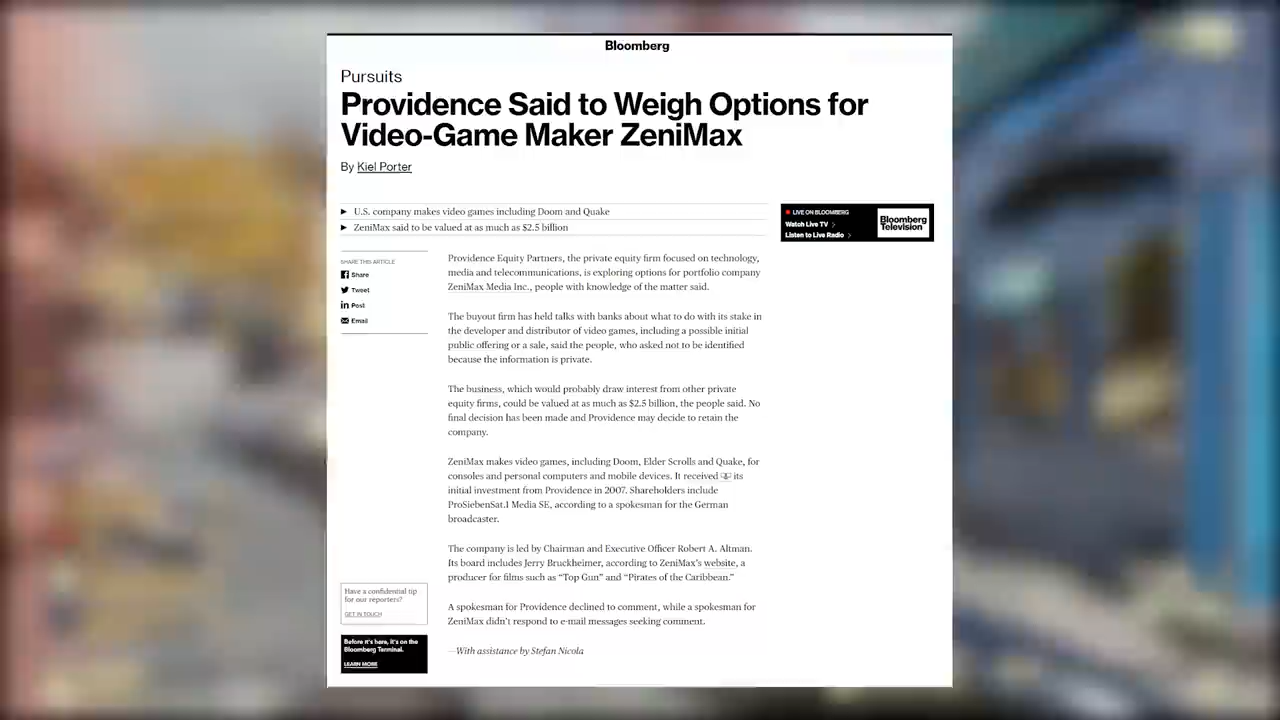 Bloomberg
Pursuits
Providence Said to Weigh Options for
Video-Game Maker ZeniMax
By Kiel Porter
► U.S. company makes video games including Doom and Quake
► ZeniMax said to be valued at as much as $2.5 billion
LIVE ON BLOOMBERG
Watch Live TV >
Listen to Live Radio >
Bloomberg
Television
SHARE THIS ARTICLE
Share
Tweet
Post
Email
Providence Equity Partners, the private equity firm focused on technology,
media and telecommunications, is exploring options for portfolio company
ZeniMax Media Inc., people with knowledge of the matter said.
The buyout firm has held talks with banks about what to do with its stake in
the developer and distributor of video games, including a possible initial
public offering or a sale, said the people, who asked not to be identified
because the information is private.
The business, which would probably draw interest from other private
equity firms, could be valued at as much as $2.5 billion, the people said. No
final decision has been made and Providence may decide to retain the
company.
ZeniMax makes video games, including Doom, Elder Scrolls and Quake, for
consoles and personal computers and mobile devices. It received its
initial investment from Providence in 2007. Shareholders include
ProSiebenSat.1 Media SE, according to a spokesman for the German
broadcaster.
The company is led by Chairman and Executive Officer Robert A. Altman.
Its board includes Jerry Bruckheimer, according to ZeniMax's website, a
producer for films such as “Top Gun” and “Pirates of the Caribbean.”
A spokesman for Providence declined to comment, while a spokesman for
ZeniMax didn't respond to e-mail messages seeking comment.
—With assistance by Stefan Nicola
Have a confidential tip
for our reporters?
GET IN TOUCH
Before it's here, it's on the
Bloomberg Terminal.
LEARN MORE